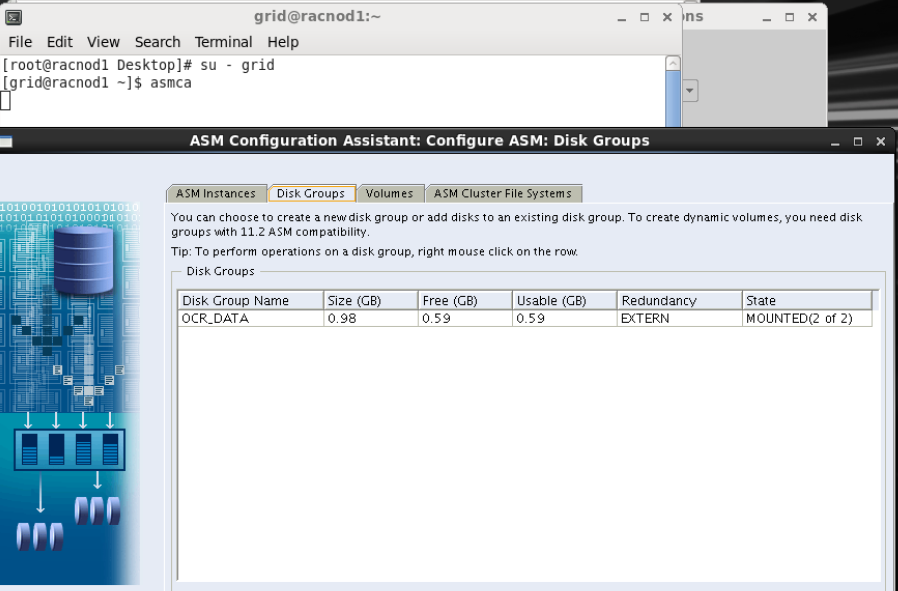 grid@racnod1:~
ons
File Edit View Search Terminal Help
[root@racnod1 Desktop]# su - grid
[grid@racnod1 ~]$ asmca
ASM Configuration Assistant: Configure ASM: Disk Groups
ASM Instances Disk Groups Volumes ASM Cluster File Systems
You can choose to create a new disk group or add disks to an existing disk group. To create dynamic volumes, you need disk
groups with 11.2 ASM compatibility.
Tip: To perform operations on a disk group, right mouse click on the row.
Disk Groups
Disk Group Name Size (GB) Free (GB) Usable (GB) Redundancy State
OCR_DATA 0.98 0.59 0.59 EXTERN MOUNTED(2 of 2)